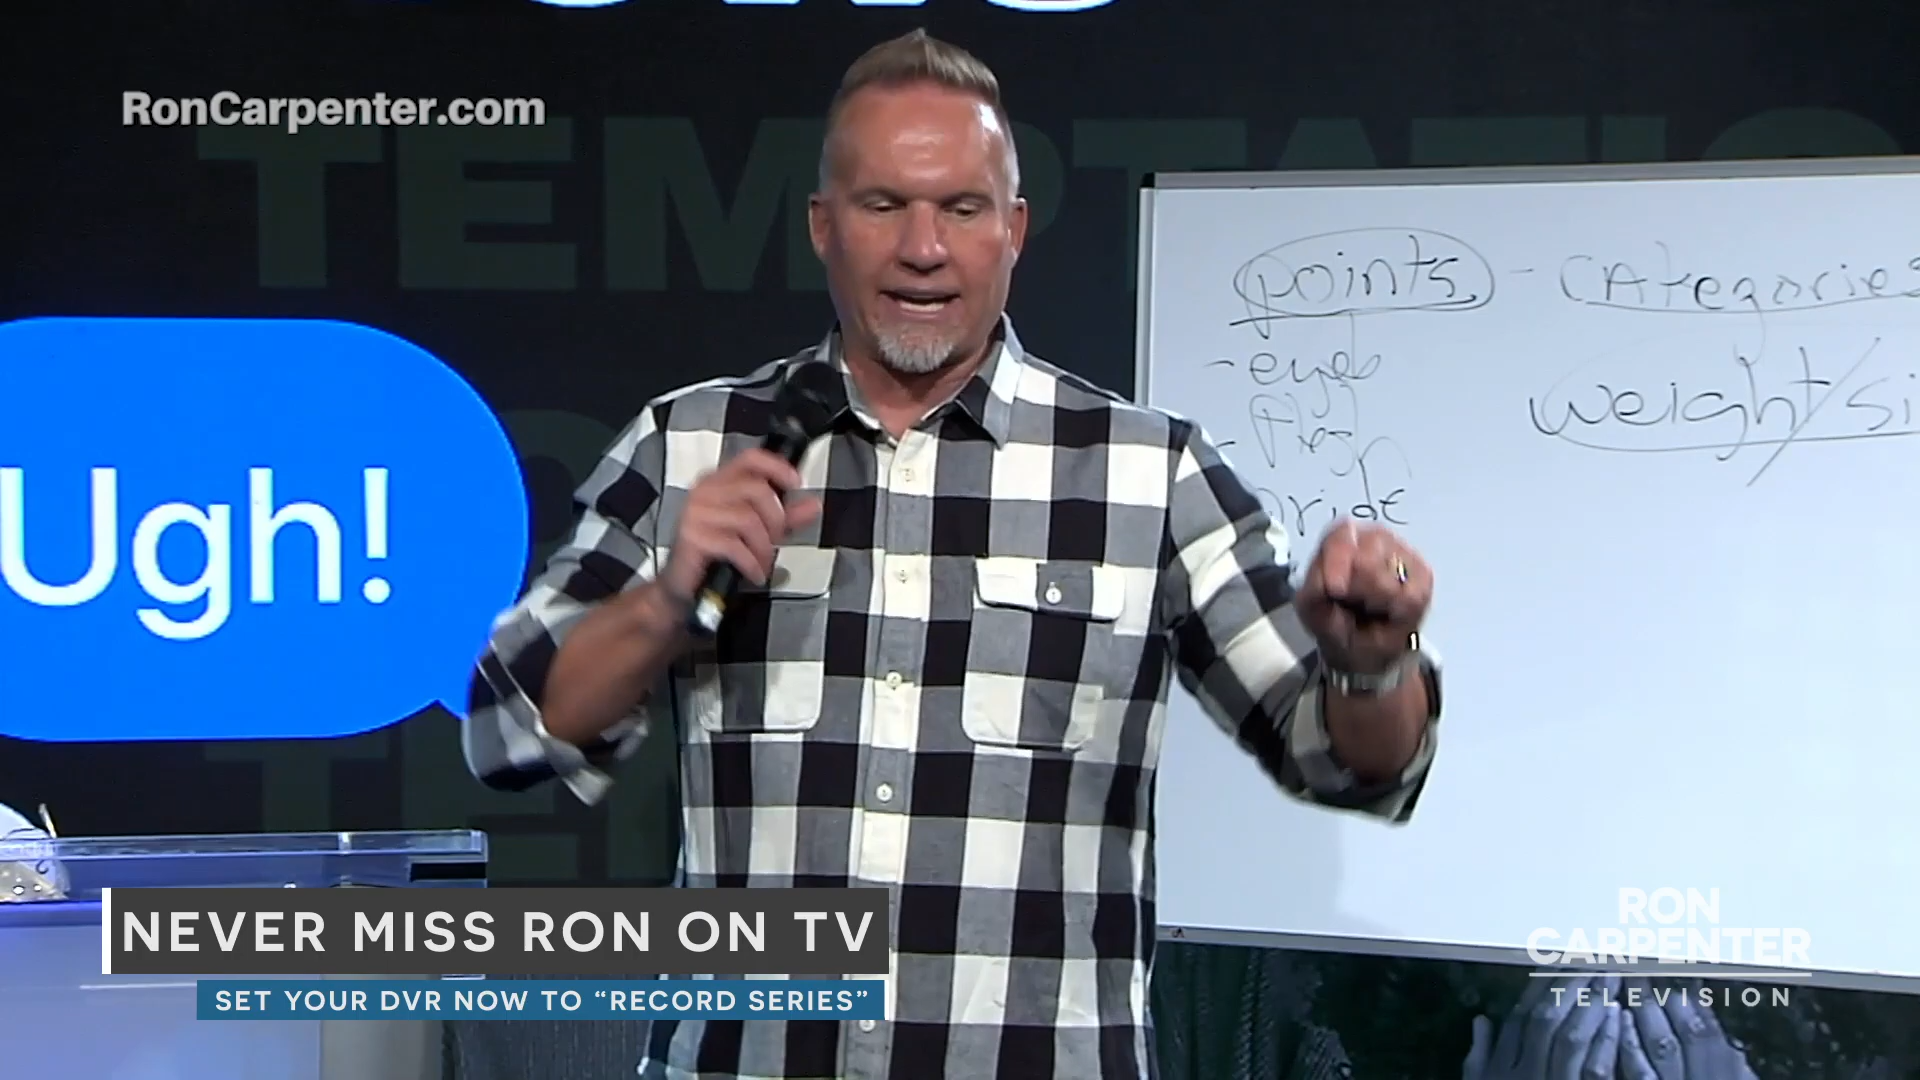 RonCarpenter.com
TEMPTATIO
points - CATegories
-eyes
weight/si
- flesh
pride
Ugh!
NEVER MISS RON ON TV
SET YOUR DVR NOW TO “RECORD SERIES”
RON
CARPENTER
TELEVISION